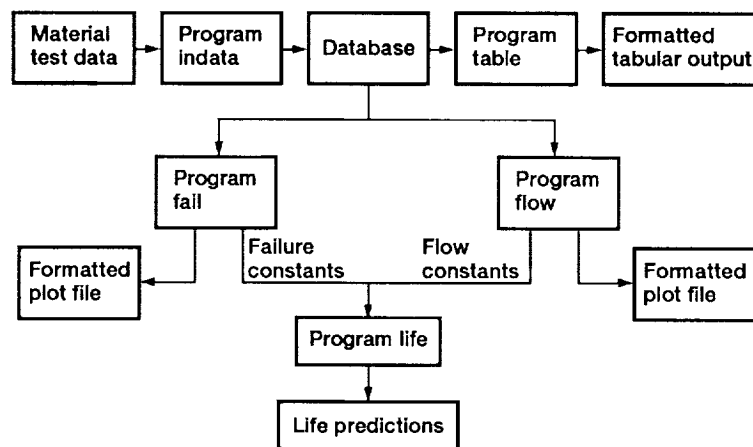 Material
test data
Program
indata
Database
Program
table
Formatted
tabular output
Program
fail
Program
flow
Failure
constants
Flow
constants
Formatted
plot file
Formatted
plot file
Program life
Life predictions